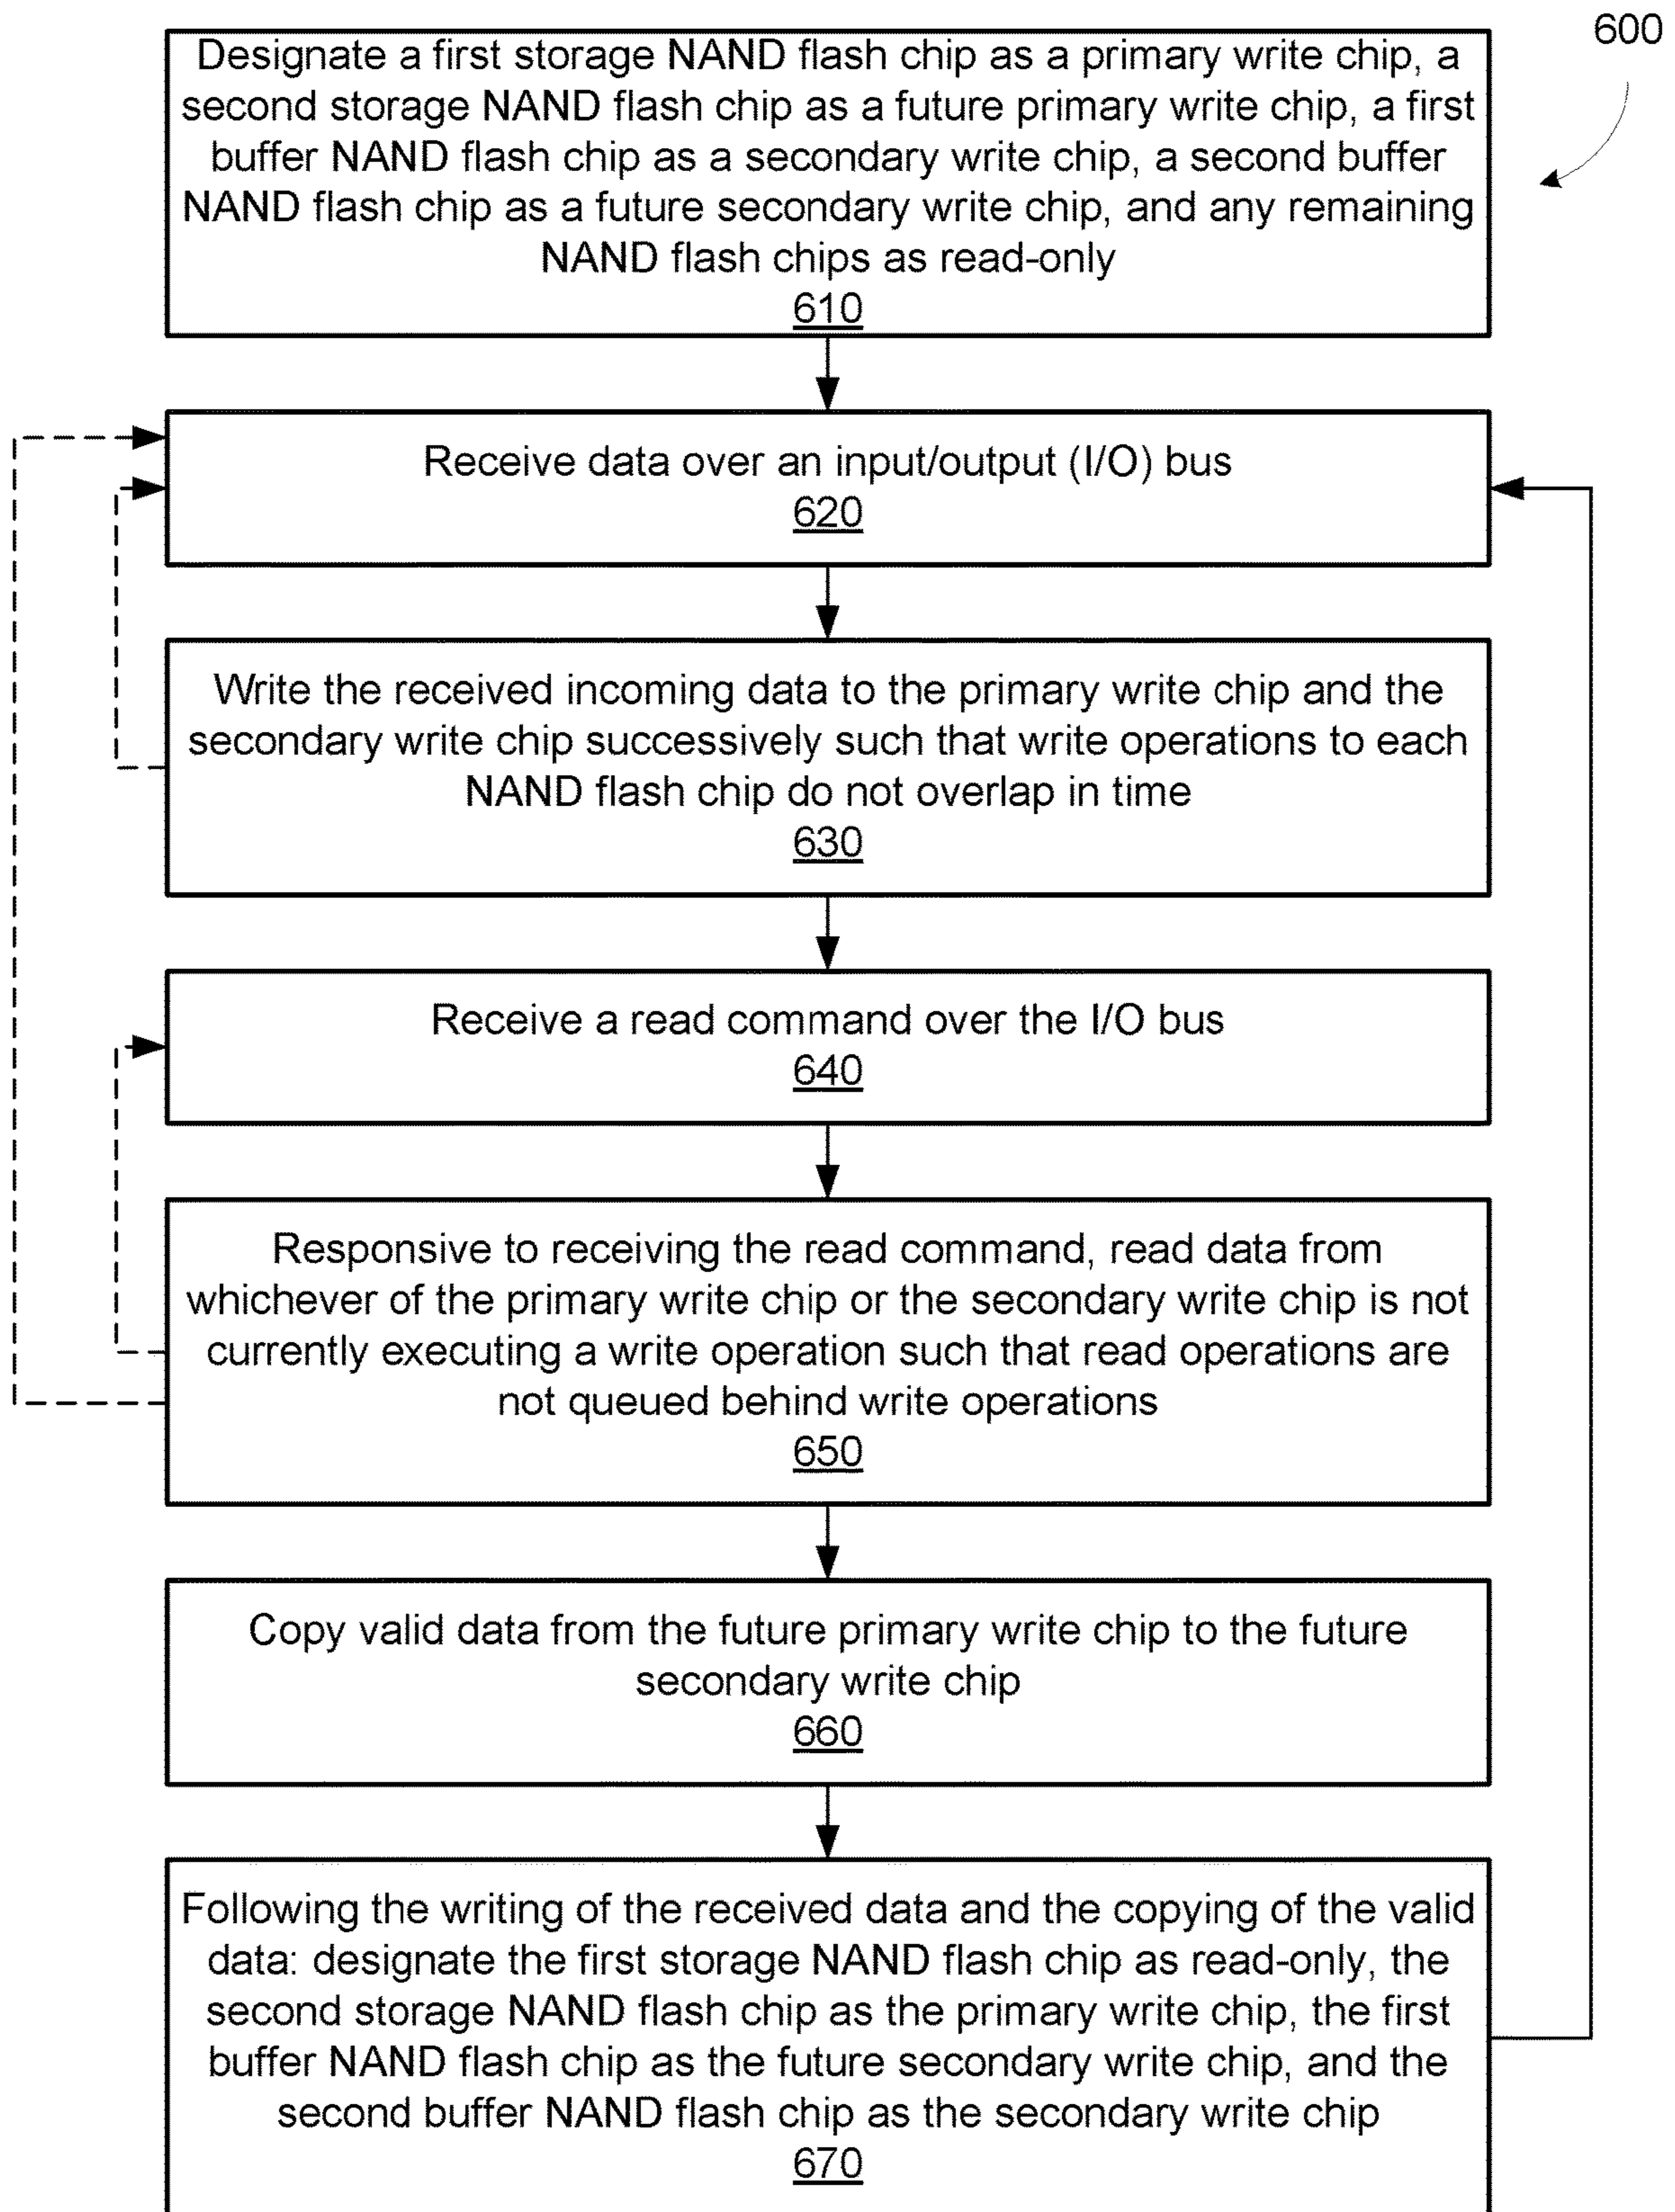 600
Designate a first storage NAND flash chip as a primary write chip, a
second storage NAND flash chip as a future primary write chip, a first
buffer NAND flash chip as a secondary write chip, a second buffer
NAND flash chip as a future secondary write chip, and any remaining
NAND flash chips as read-only
610
Receive data over an input/output (I/O) bus
620
Write the received incoming data to the primary write chip and the
secondary write chip successively such that write operations to each
NAND flash chip do not overlap in time
630
Receive a read command over the I/O bus
640
Responsive to receiving the read command, read data from
whichever of the primary write chip or the secondary write chip is not
currently executing a write operation such that read operations are
not queued behind write operations
650
Copy valid data from the future primary write chip to the future
secondary write chip
660
Following the writing of the received data and the copying of the valid
data: designate the first storage NAND flash chip as read-only, the
second storage NAND flash chip as the primary write chip, the first
buffer NAND flash chip as the future secondary write chip, and the
second buffer NAND flash chip as the secondary write chip
670